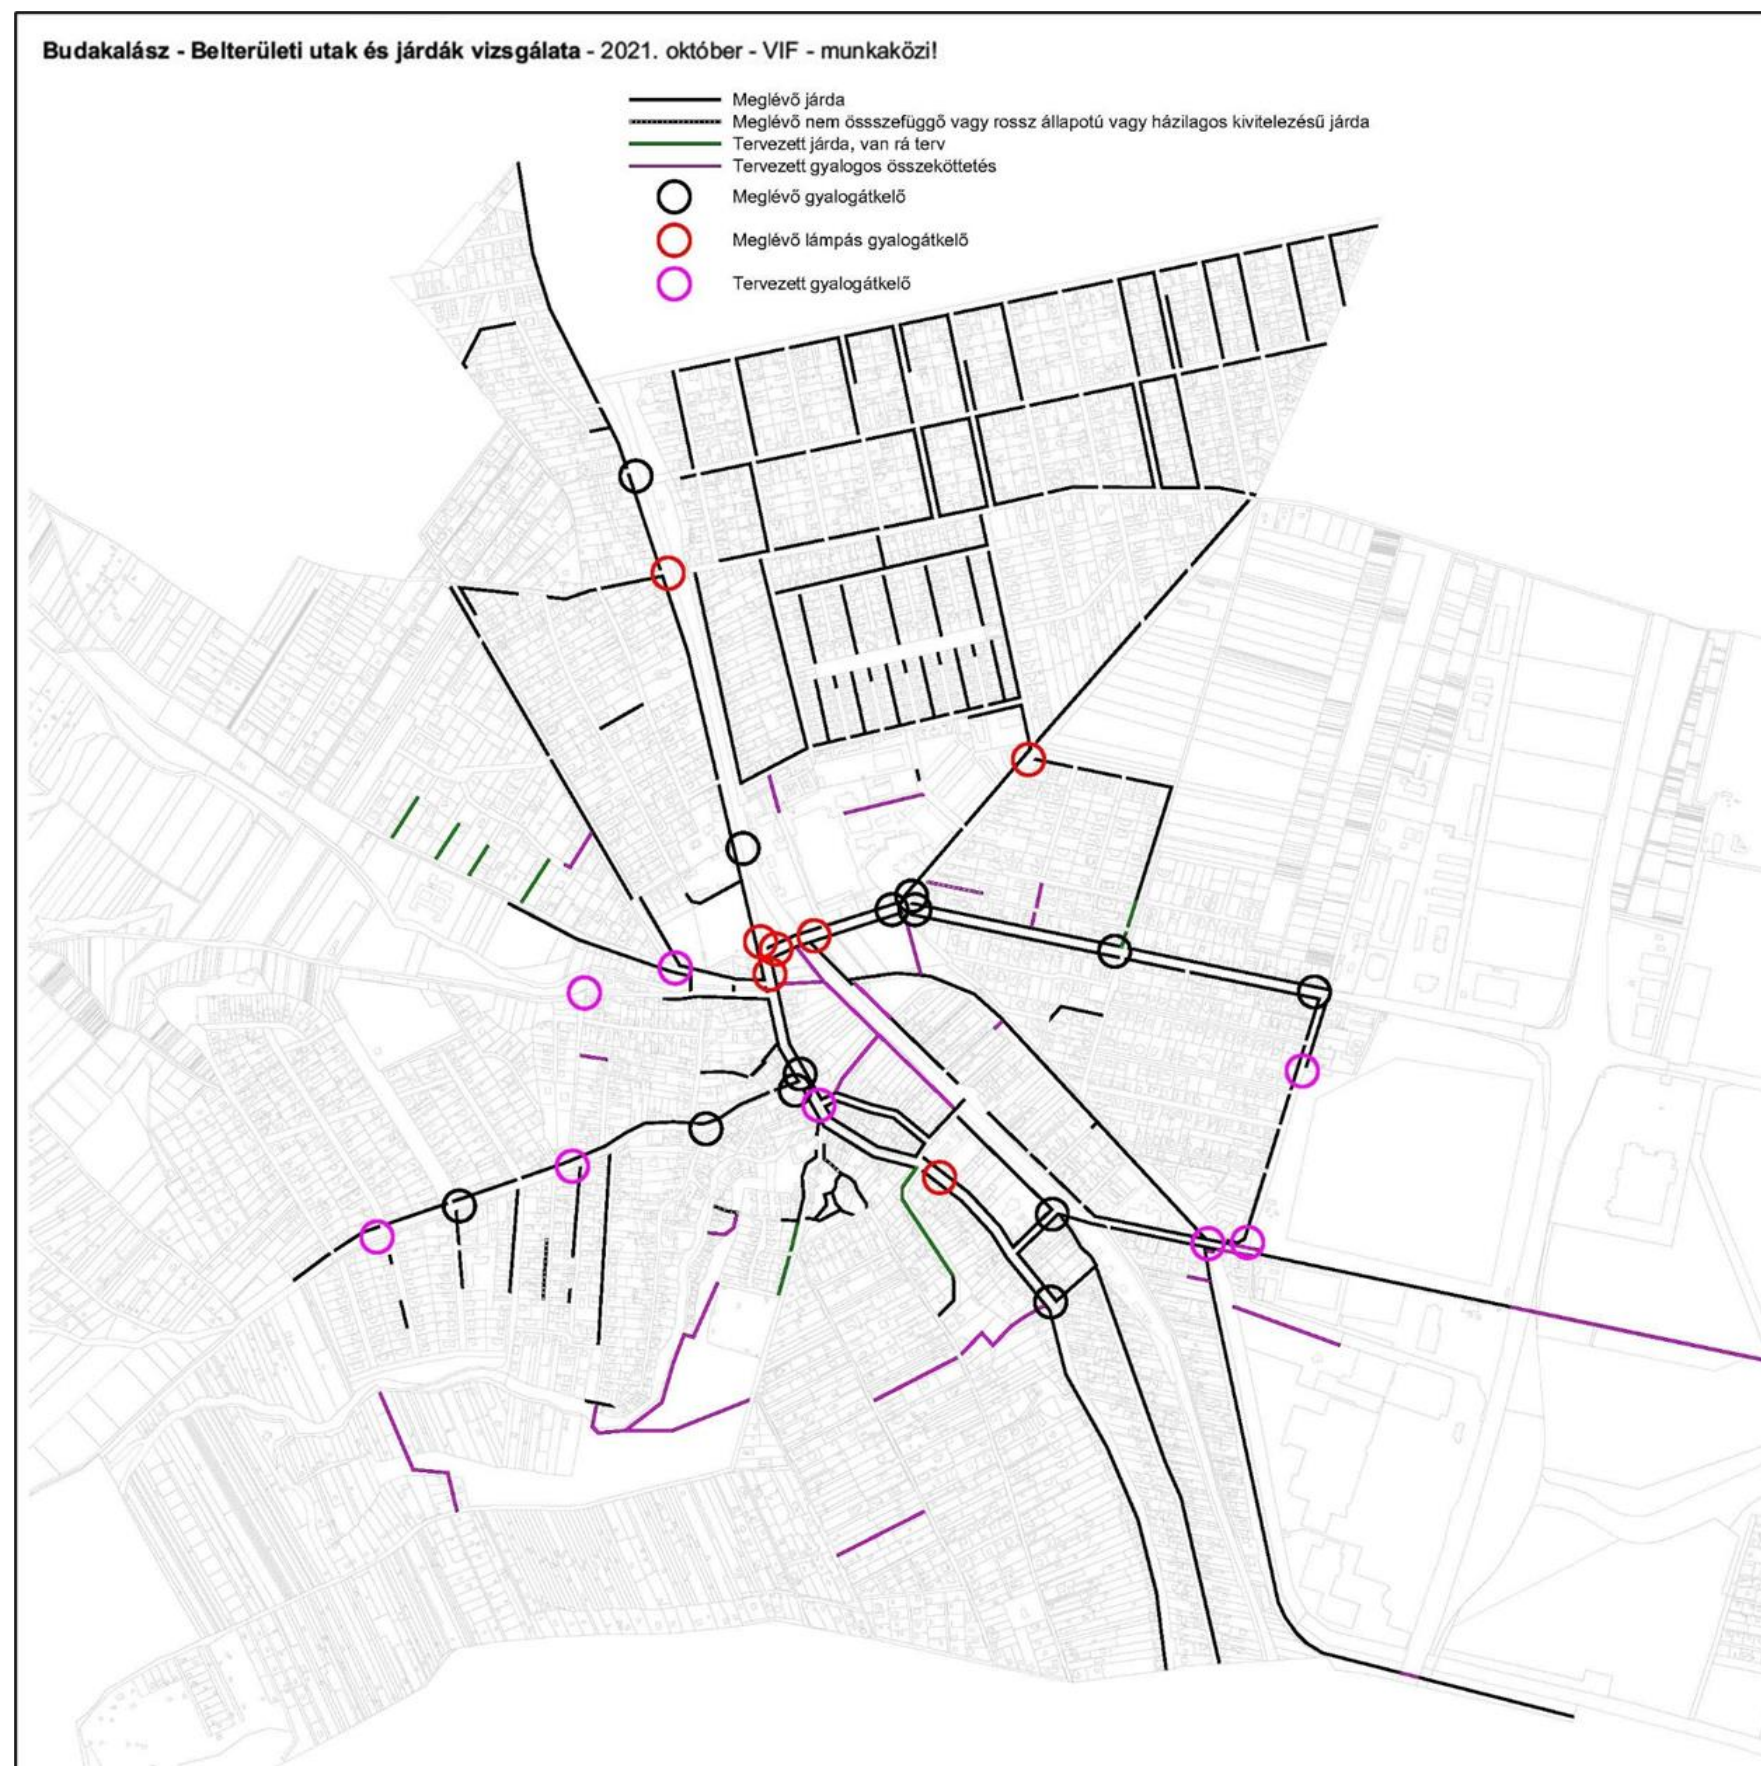 Budakalász - Belterületi utak és járdák vizsgálata - 2021. október - VIF - munkaközi!
Meglévő járda
Meglévő nem össszefüggő vagy rossz állapotú vagy házilagos kivitelezésű járda
Tervezett járda, van rá terv
Tervezett gyalogos összeköttetés
Meglévő gyalogátkelő
Meglévő lámpás gyalogátkelő
Tervezett gyalogátkelő